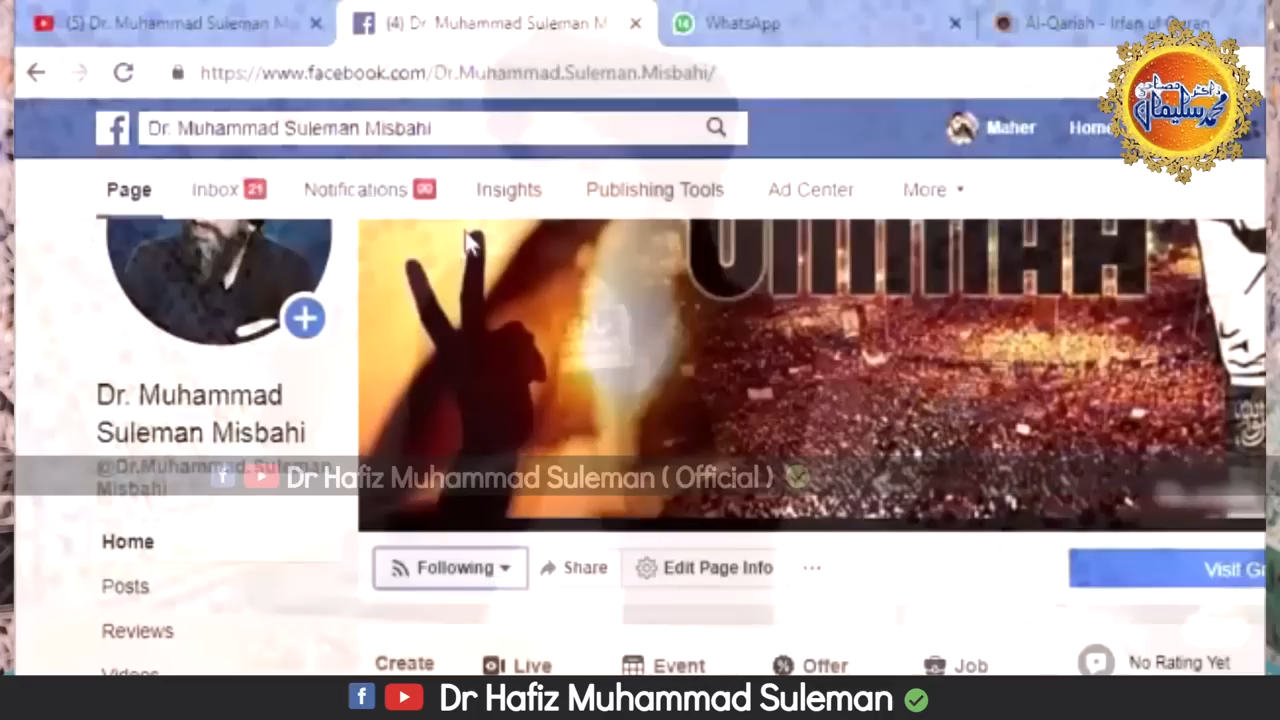 (5) Dr. Muhammad Suleman M
(4) Dr. Muhammad Suleman M
WhatsApp
Al-Qariah - Irfan ul Quran
https://www.facebook.com/Dr.Muhammad.Suleman.Misbahi/
Dr. Muhammad Suleman Misbahi
Maher
Home
Page
Inbox 21
Notifications
Insights
Publishing Tools
Ad Center
More
UMMAH
Dr. Muhammad
Suleman Misbahi
@Dr.Muhammad.Suleman.
Misbahi
Dr Hafiz Muhammad Suleman ( Official )
Home
Posts
Reviews
Videos
Following
Share
Edit Page Info
...
Visit
Create
Live
Event
Offer
Job
No Rating Yet
Dr Hafiz Muhammad Suleman